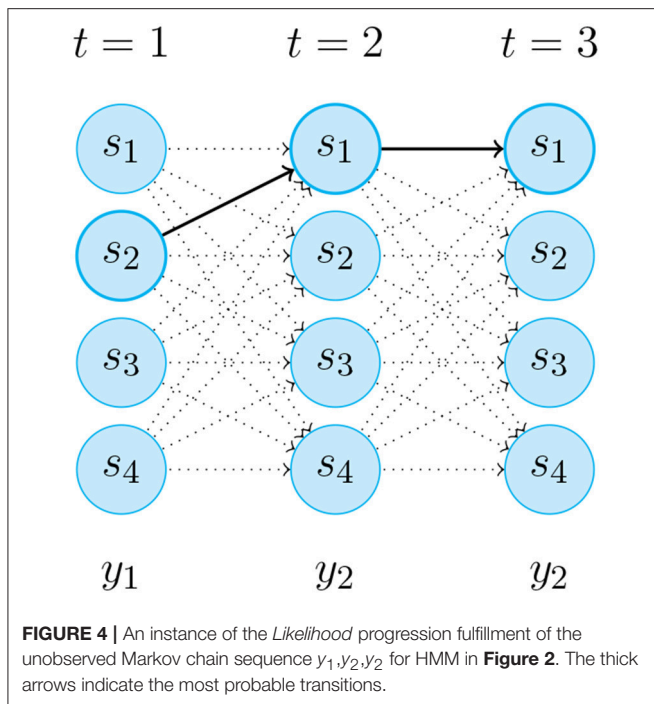 t = 1 t = 2 t = 3
s₁ s₁ s₁
s₂ s₂ s₂
s₃ s₃ s₃
s₄ s₄ s₄
y₁ y₂ y₂
FIGURE 4 | An instance of the Likelihood progression fulfillment of the
unobserved Markov chain sequence y₁,y₂,y₂ for HMM in Figure 2. The thick
arrows indicate the most probable transitions.